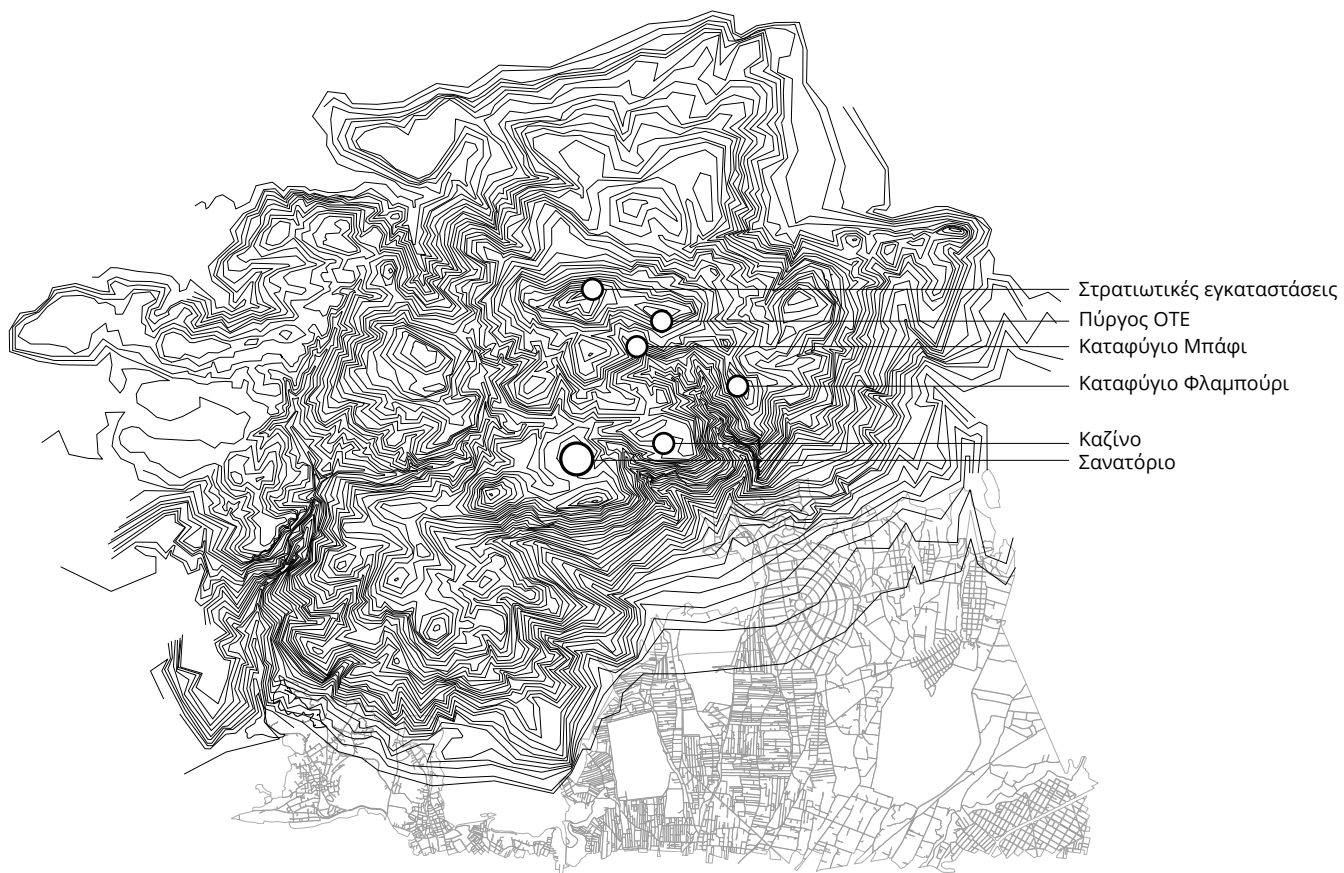 Στρατιωτικές εγκαταστάσεις
Πύργος ΟΤΕ
Καταφύγιο Μπάφι
Καταφύγιο Φλαμπούρι
Καζίνο
Σανατόριο